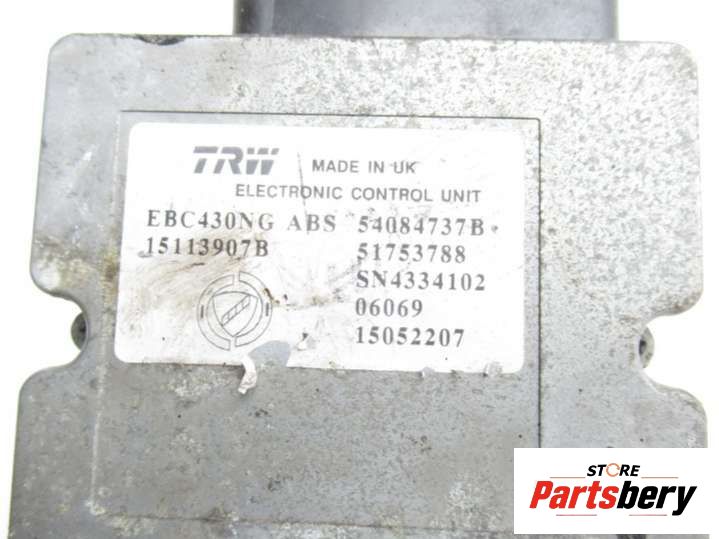 TRW MADE IN UK
ELECTRONIC CONTROL UNIT
EBC430NG ABS 54084737B
15113907B 51753788
SN4334102
06069
15052207
STORE
Partsbery